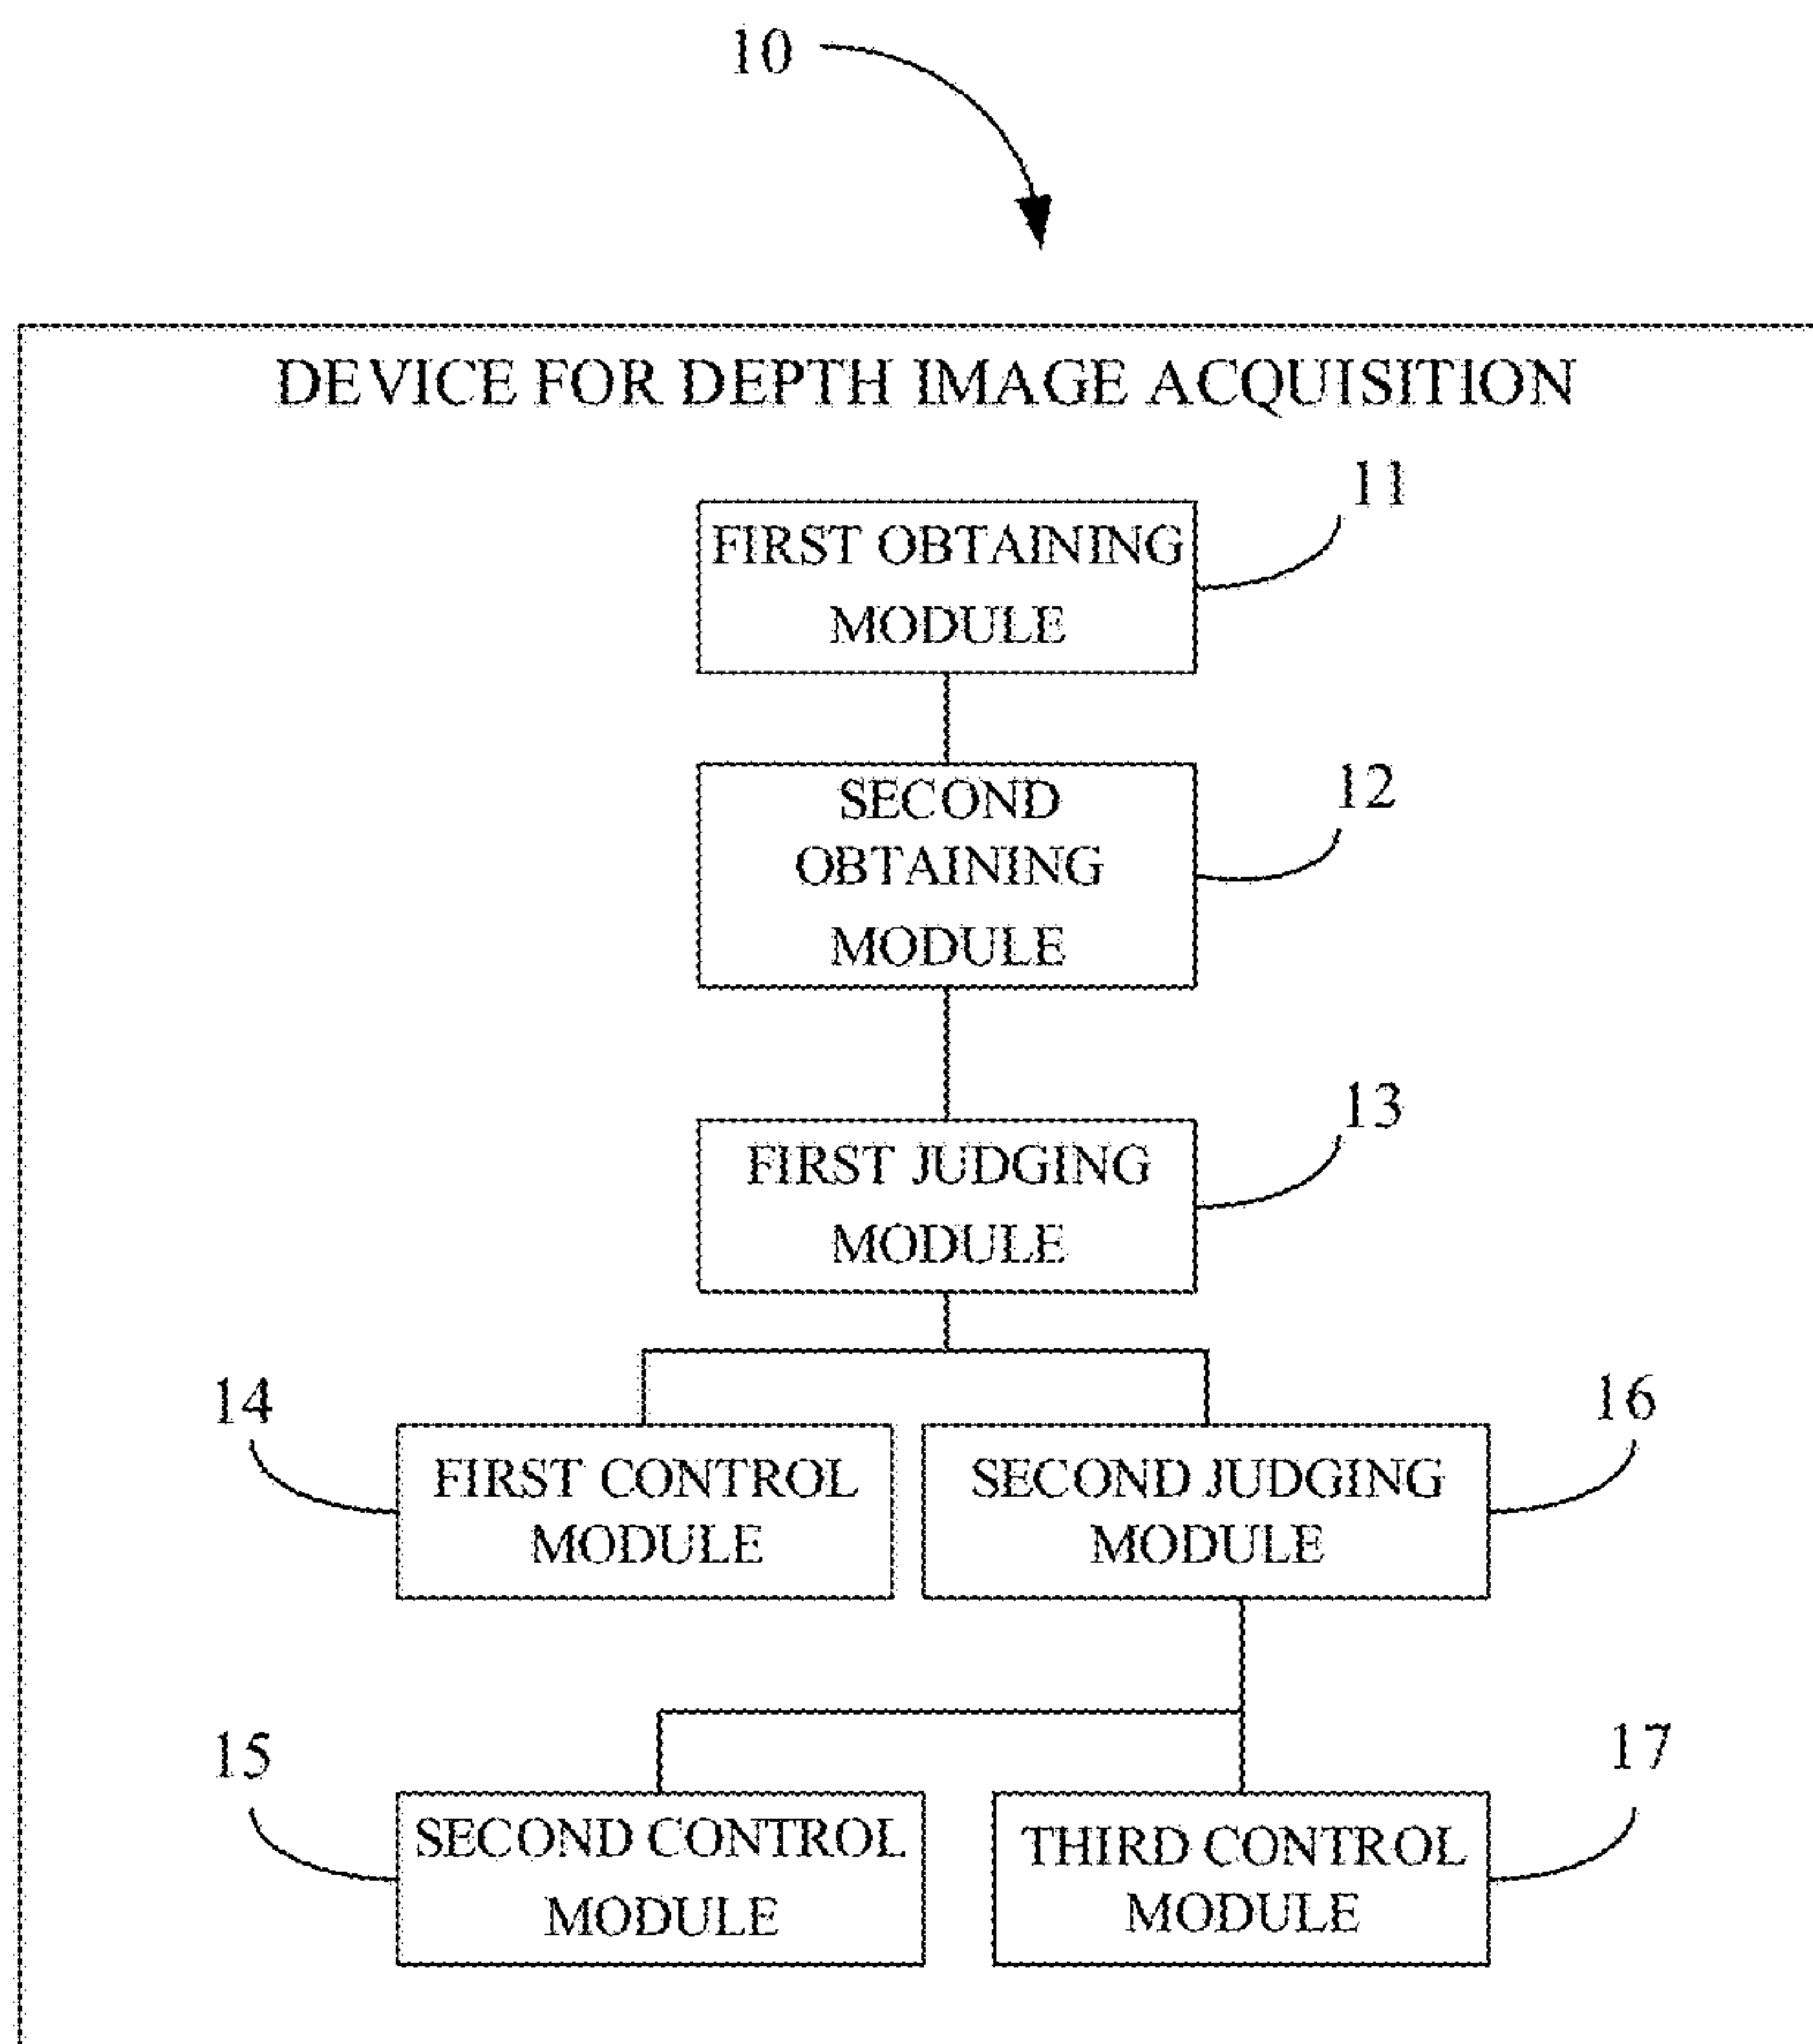 10
DEVICE FOR DEPTH IMAGE ACQUISITION
11
FIRST OBTAINING
MODULE
12
SECOND
OBTAINING
MODULE
13
FIRST JUDGING
MODULE
14
16
FIRST CONTROL
MODULE
SECOND JUDGING
MODULE
15
17
SECOND CONTROL
MODULE
THIRD CONTROL
MODULE